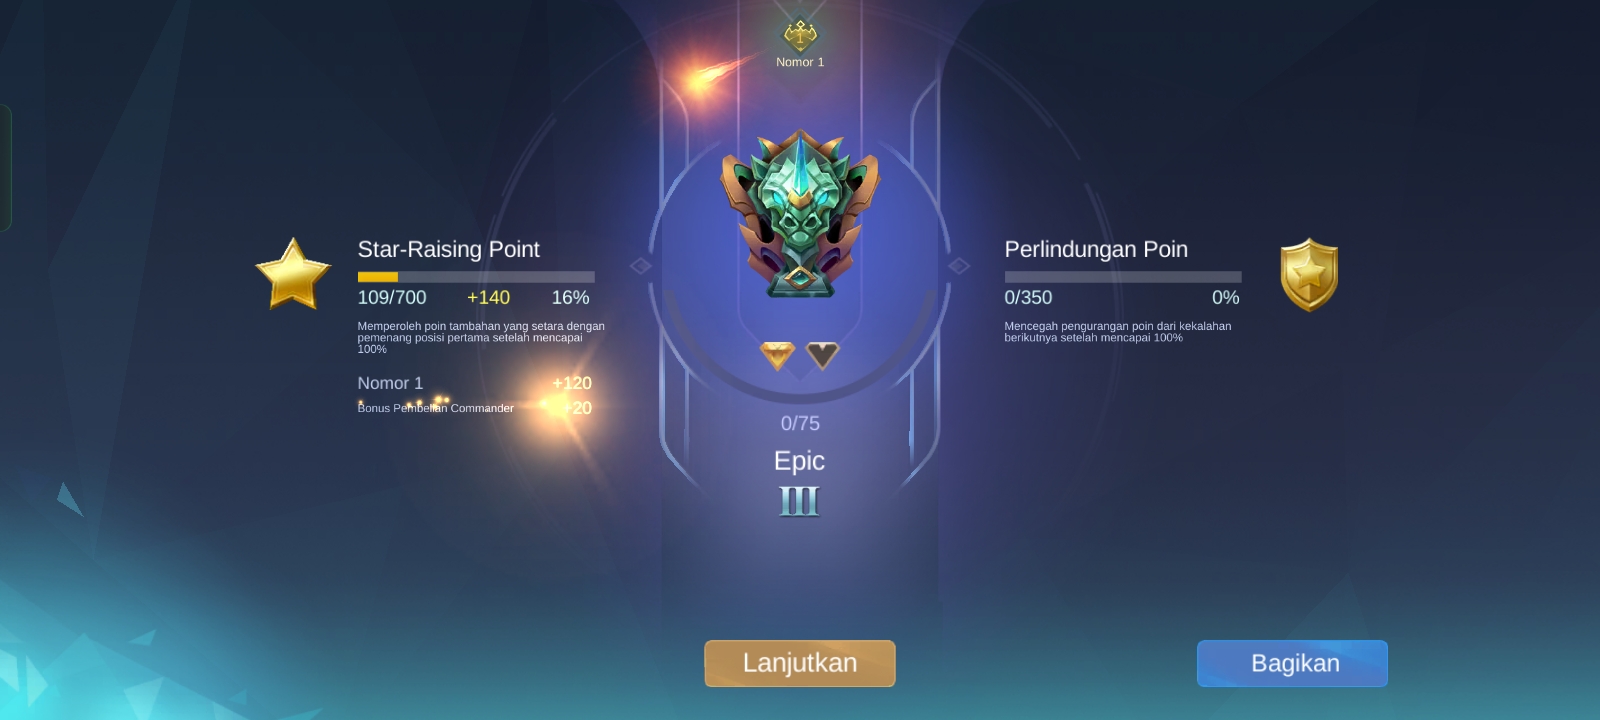 Nomor 1
Star-Raising Point
109/700 +140 16%
Memperoleh poin tambahan yang setara dengan
pemenang posisi pertama setelah mencapai
100%
Nomor 1 +120
Bonus Pembelian Commander +20
Perlindungan Poin
0/350 0%
Mencegah pengurangan poin dari kekalahan
berikutnya setelah mencapai 100%
0/75
Epic
III
Lanjutkan
Bagikan